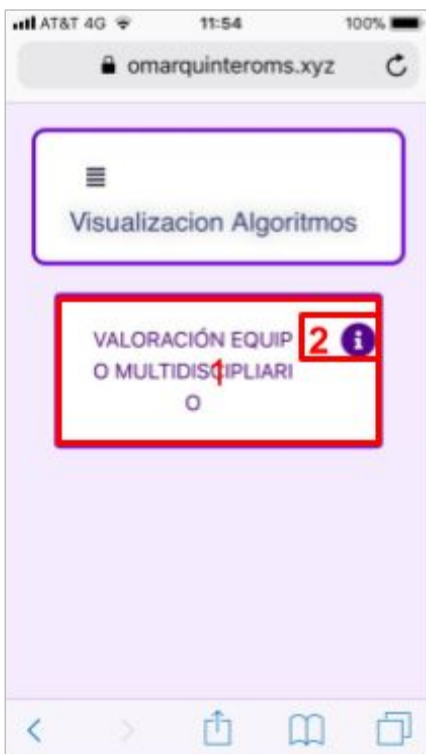 AT&T 4G 11:54 100%
omarquinteroms.xyz
Visualizacion Algoritmos
VALORACIÓN EQUIP 2
O MULTIDISCIPLIARI
1
O